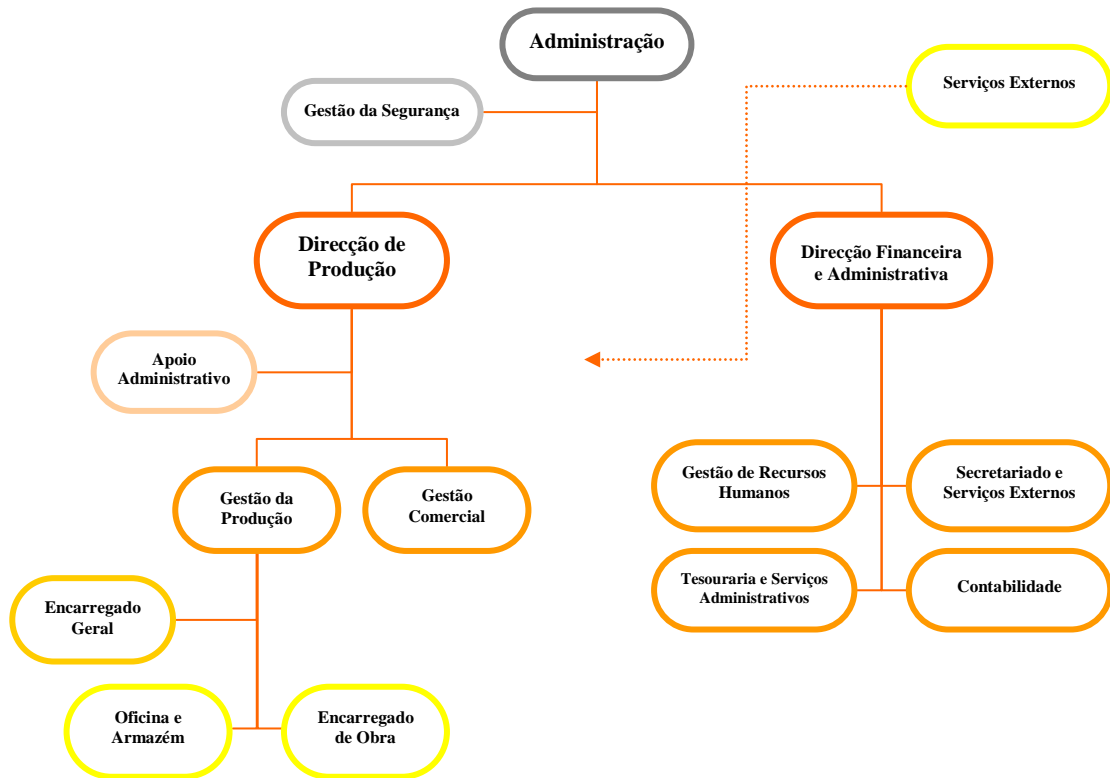 Administração
Serviços Externos
Gestão da Segurança
Direcção de
Produção
Direcção Financeira
e Administrativa
Apoio
Administrativo
Gestão da
Produção
Gestão
Comercial
Gestão de Recursos
Humanos
Secretariado e
Serviços Externos
Tesouraria e Serviços
Administrativos
Contabilidade
Encarregado
Geral
Oficina e
Armazém
Encarregado
de Obra